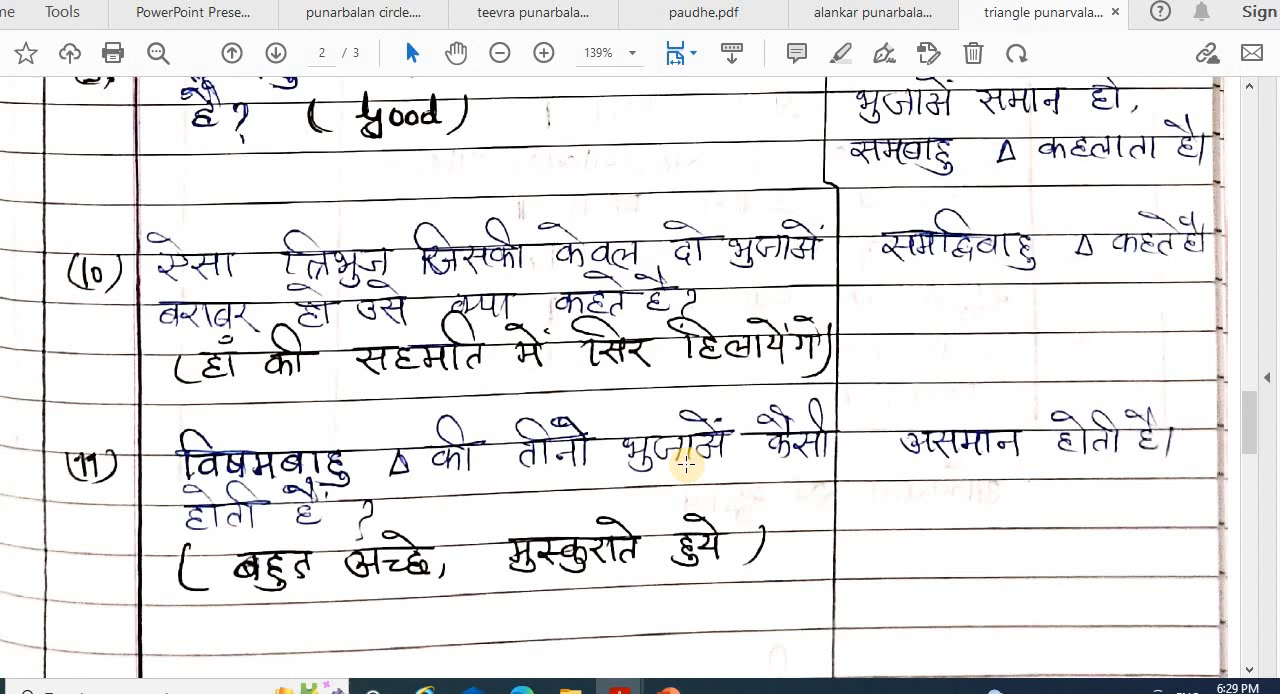 Tools
PowerPoint Prese...
punarbalan circle....
teevra punarbala...
paudhe.pdf
alankar punarbala...
triangle punarvala... ×
Sign
2 / 3
139%
है? (Good)
भुजाऐं समान हो,
समबाहु Δ कहलाता है।
(10) ऐसा त्रिभुज जिसकी केवल दो भुजाऐं
बराबर हो उसे क्या कहते है?
(हाँ की सहमति में सिर हिलायेंगे)
समद्विबाहु Δ कहते है
(11) विषमबाहु Δ की तीनो भुजाऐं कैसी
होती हैं ?
(बहुत अच्छे, मुस्कुराते हुये)
असमान होती है।
6:29 PM